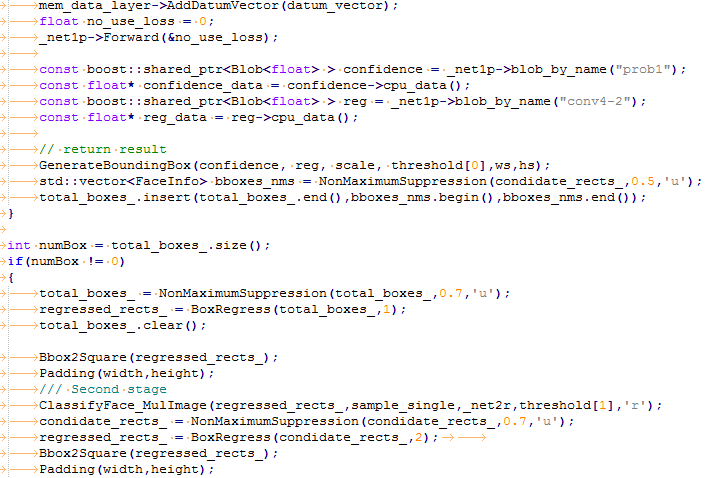 mem_data_layer->AddDatumVector(datum_vector);
float no_use_loss = 0;
_net1p->Forward(&no_use_loss);
const boost::shared_ptr<Blob<float> > confidence = _net1p->blob_by_name("prob1");
const float* confidence_data = confidence->cpu_data();
const boost::shared_ptr<Blob<float> > reg = _net1p->blob_by_name("conv4-2");
const float* reg_data = reg->cpu_data();
// return result
GenerateBoundingBox(confidence, reg, scale, threshold[0],ws,hs);
std::vector<FaceInfo> bboxes_nms = NonMaximumSuppression(condidate_rects_,0.5,'u');
total_boxes_.insert(total_boxes_.end(),bboxes_nms.begin(),bboxes_nms.end());
}
int numBox = total_boxes_.size();
if(numBox != 0)
{
total_boxes_ = NonMaximumSuppression(total_boxes_,0.7,'u');
regressed_rects_ = BoxRegress(total_boxes_,1);
total_boxes_.clear();
Bbox2Square(regressed_rects_);
Padding(width,height);
/// Second stage
ClassifyFace_MulImage(regressed_rects_,sample_single,_net2r,threshold[1],'r');
condidate_rects_ = NonMaximumSuppression(condidate_rects_,0.7,'u');
regressed_rects_ = BoxRegress(condidate_rects_,2);
Bbox2Square(regressed_rects_);
Padding(width,height);